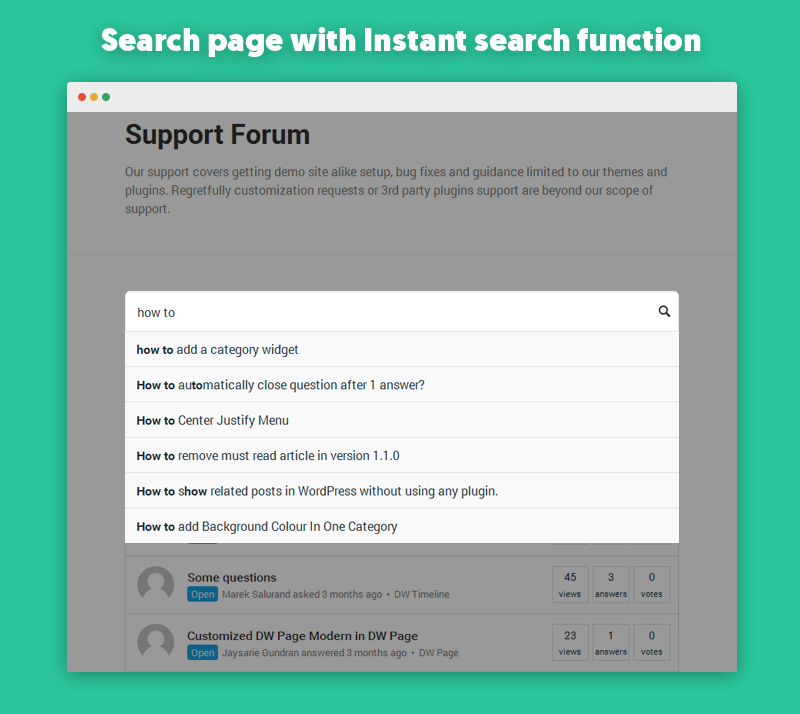 Search page with Instant search function
Support Forum
Our support covers getting demo site alike setup, bug fixes and guidance limited to our themes and
plugins. Regretfully customization requests or 3rd party plugins support are beyond our scope of
support.
how to
how to add a category widget
How to automatically close question after 1 answer?
How to Center Justify Menu
How to remove must read article in version 1.1.0
How to show related posts in WordPress without using any plugin.
How to add Background Colour In One Category
Some questions
45 3 0
Open Marek Salurand asked 3 months ago • DW Timeline
views answers votes
Customized DW Page Modern in DW Page
23 1 0
Open Jaysarie Gundran answered 3 months ago • DW Page
views answers votes